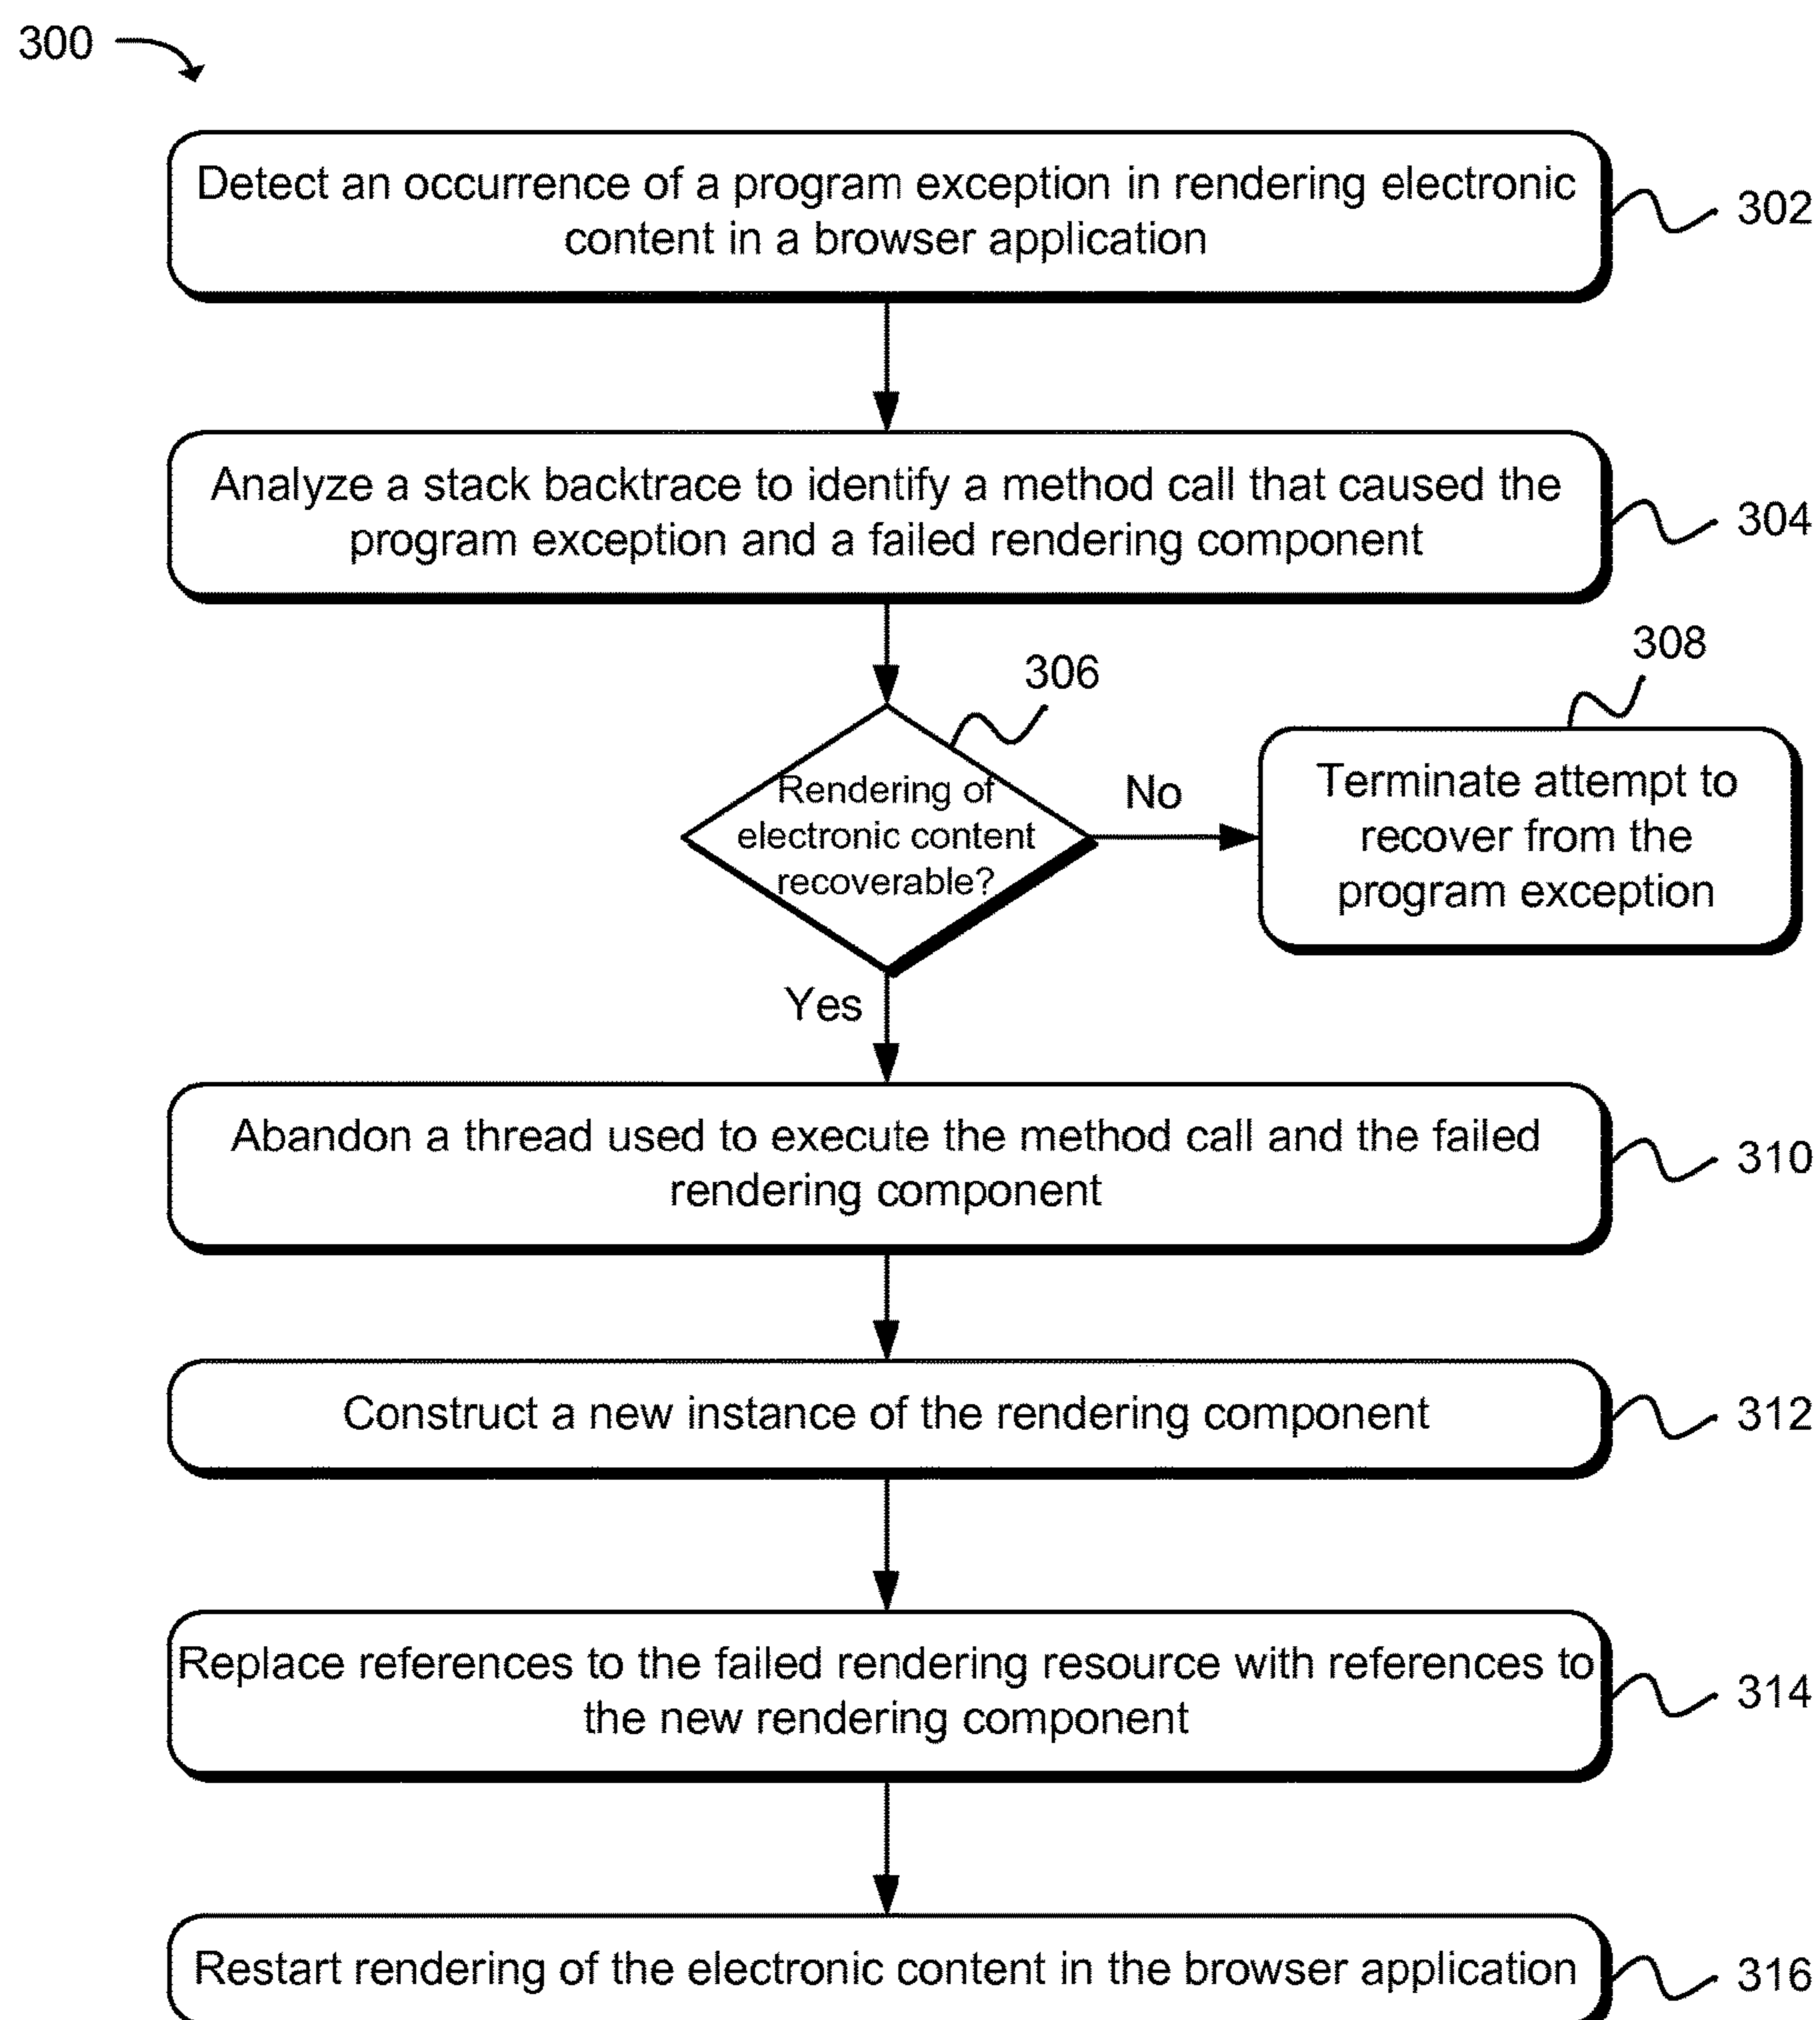 300
Detect an occurrence of a program exception in rendering electronic
content in a browser application
302
Analyze a stack backtrace to identify a method call that caused the
program exception and a failed rendering component
304
306
308
Rendering of
electronic content
recoverable?
No
Terminate attempt to
recover from the
program exception
Yes
Abandon a thread used to execute the method call and the failed
rendering component
310
Construct a new instance of the rendering component
312
Replace references to the failed rendering resource with references to
the new rendering component
314
Restart rendering of the electronic content in the browser application
316